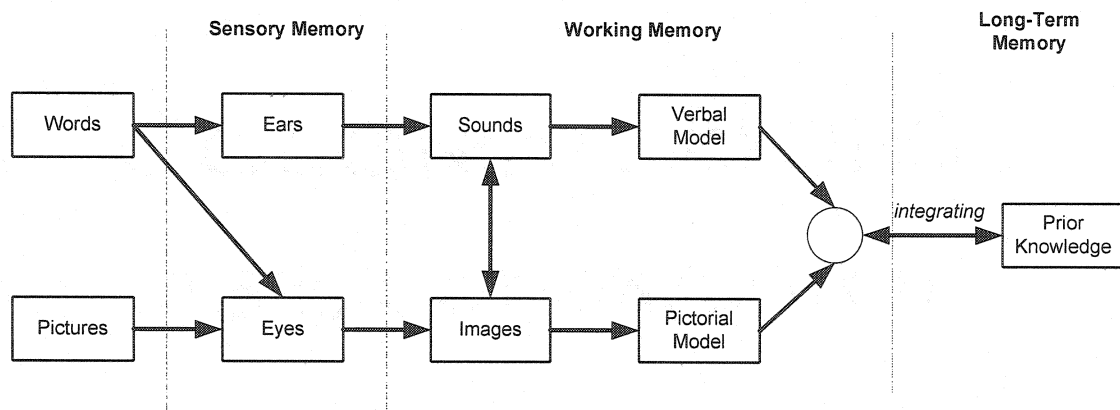 Sensory Memory
Working Memory
Long-Term
Memory
Words
Ears
Sounds
Verbal
Model
integrating
Prior
Knowledge
Pictures
Eyes
Images
Pictorial
Model